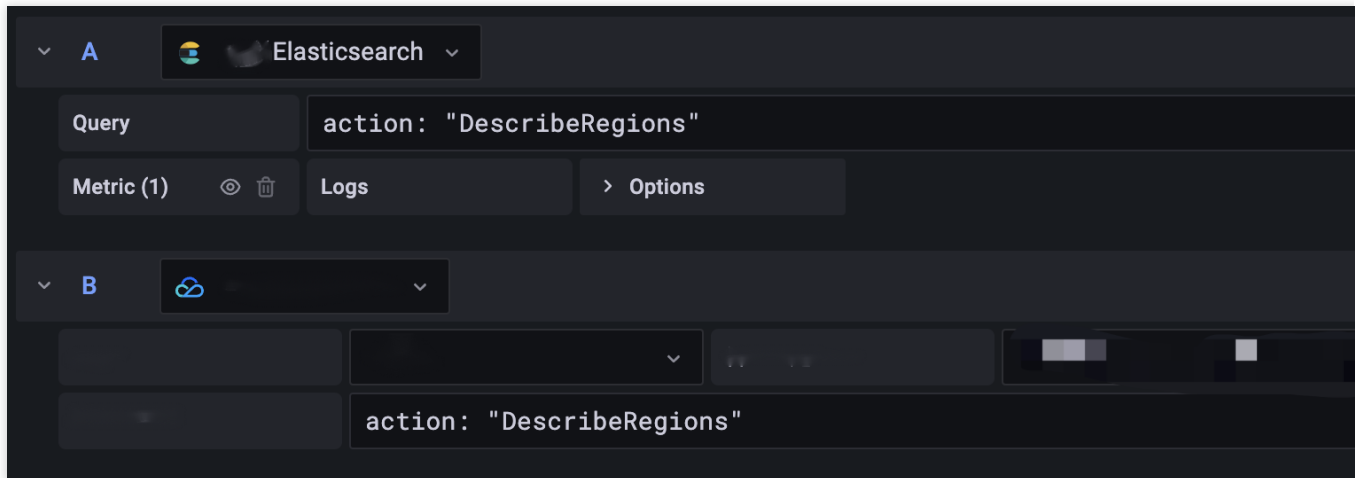 A Elasticsearch
Query action: "DescribeRegions"
Metric (1) Logs Options
B
action: "DescribeRegions"